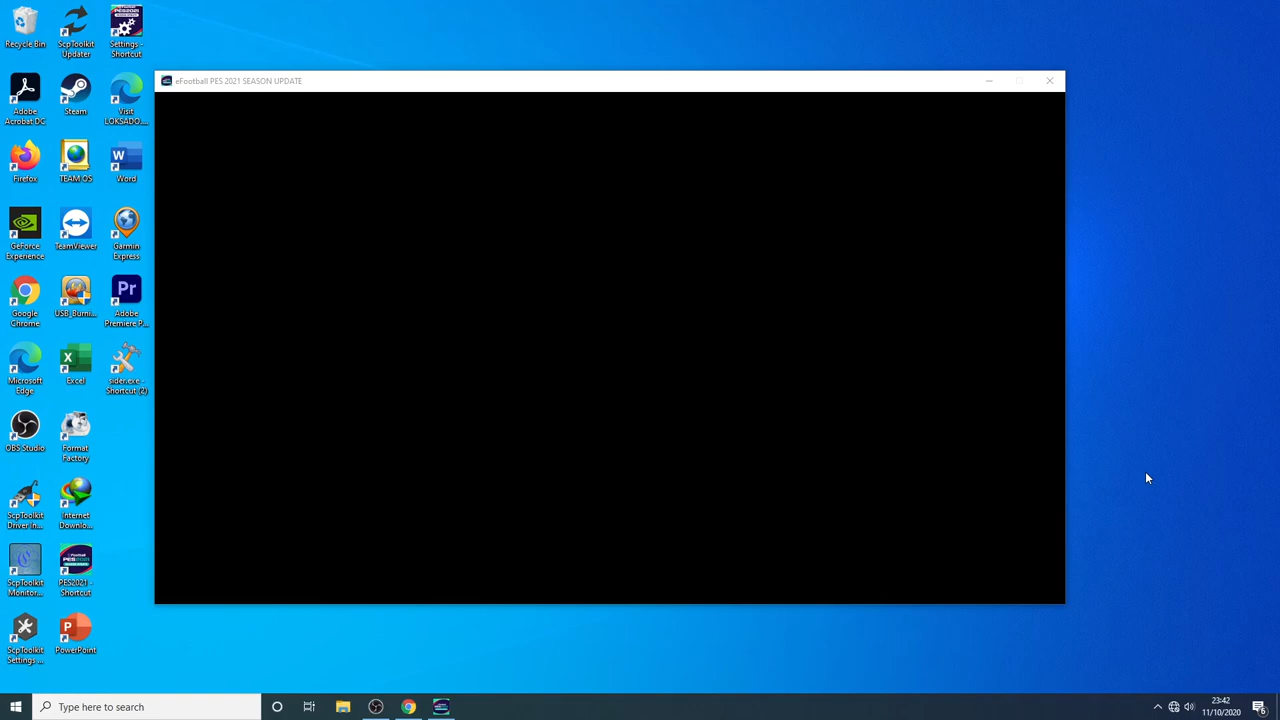 Recycle Bin
ScpToolkit
Updater
Settings -
Shortcut
eFootball PES 2021 SEASON UPDATE
Adobe
Acrobat DC
Steam
Visit
LOKSADO....
Firefox
TEAM OS
Word
GeForce
Experience
TeamViewer
Garmin
Express
Google
Chrome
USB_Burni...
Pr
Adobe
Premiere P...
Microsoft
Edge
Excel
sider.exe -
Shortcut (2)
OBS Studio
Format
Factory
ScpToolkit
Driver In...
Internet
Downlo...
ScpToolkit
Monitor...
PES2021 -
Shortcut
ScpToolkit
Settings ...
PowerPoint
Type here to search
23:42
11/10/2020
6